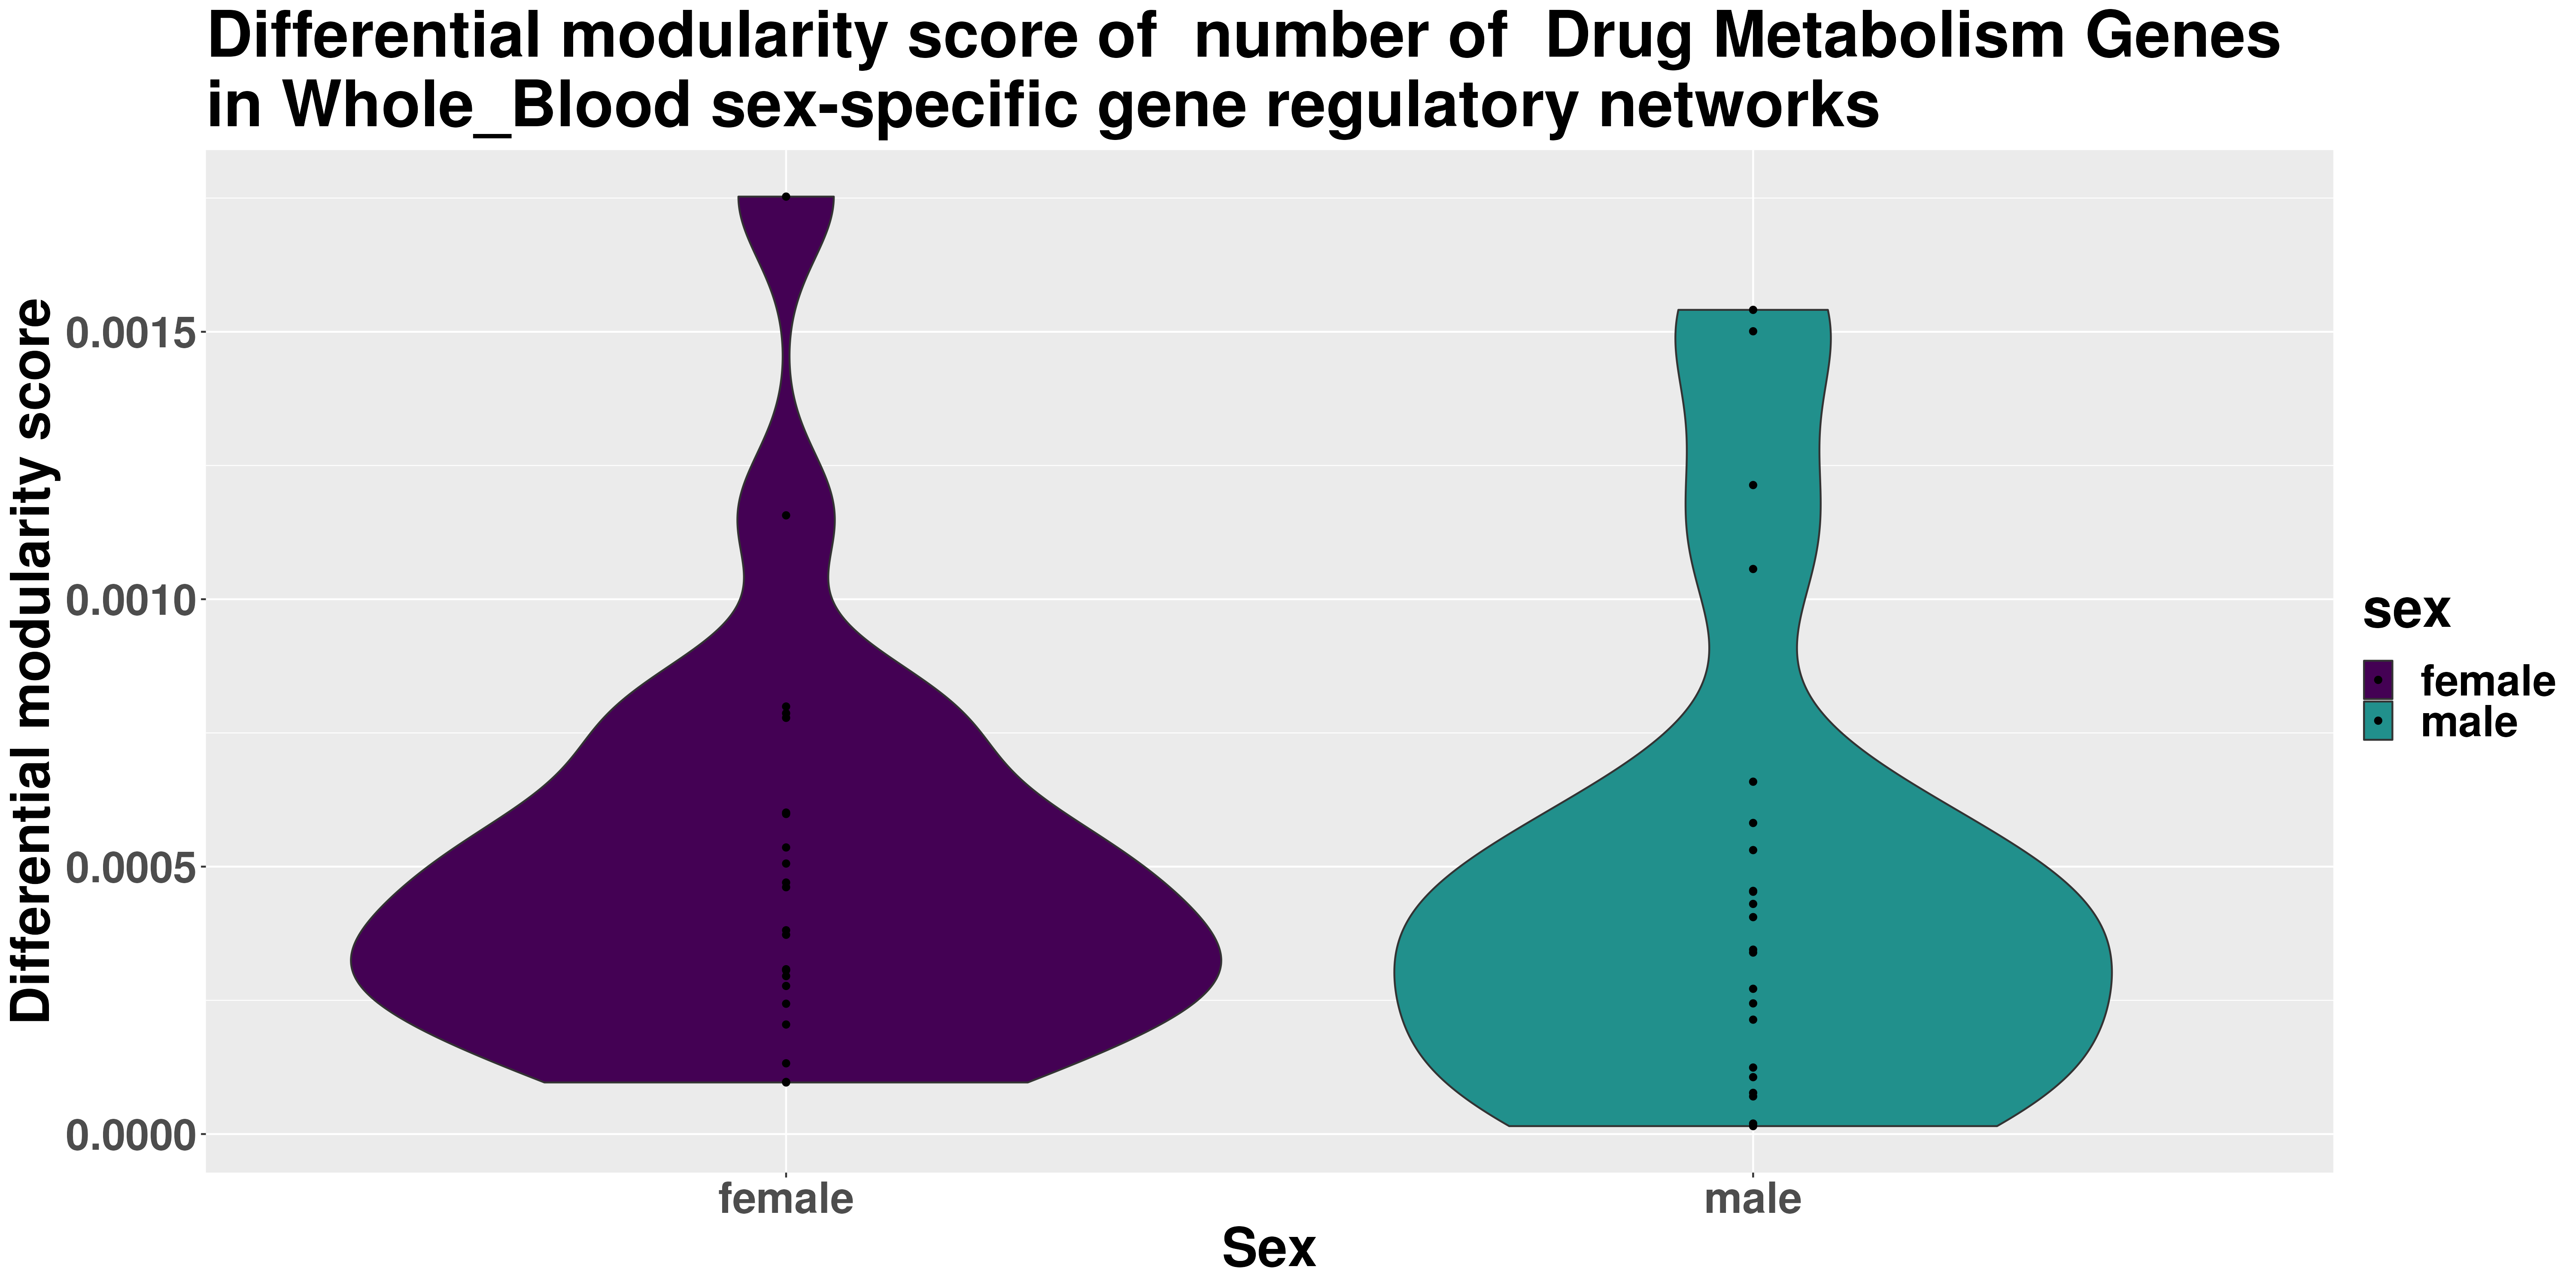 Differential modularity score of  number of  Drug Metabolism Genes
in Whole_Blood sex-specific gene regulatory networks
Differential modularity score
0.0015
0.0010
0.0005
0.0000
female
male
Sex
sex
female
male